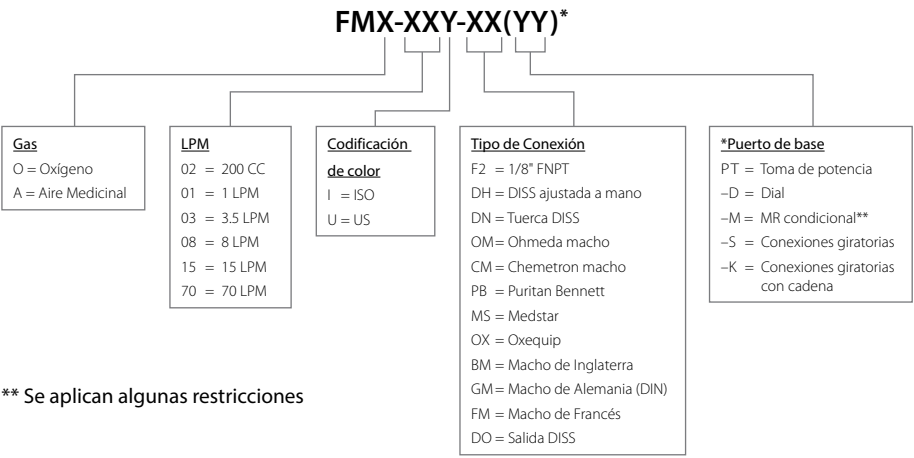 FMX-XXY-XX(YY)*
Gas
O = Oxígeno
A = Aire Medicinal
LPM
02 = 200 CC
01 = 1 LPM
03 = 3.5 LPM
08 = 8 LPM
15 = 15 LPM
70 = 70 LPM
Codificación
de color
I = ISO
U = US
Tipo de Conexión
F2 = 1/8" FNPT
DH = DISS ajustada a mano
DN = Tuerca DISS
OM = Ohmeda macho
CM = Chemetron macho
PB = Puritan Bennett
MS = Medstar
OX = Oxequip
BM = Macho de Inglaterra
GM = Macho de Alemania (DIN)
FM = Macho de Francés
DO = Salida DISS
*Puerto de base
PT = Toma de potencia
–D = Dial
–M = MR condicional**
–S = Conexiones giratorias
–K = Conexiones giratorias
con cadena
** Se aplican algunas restricciones